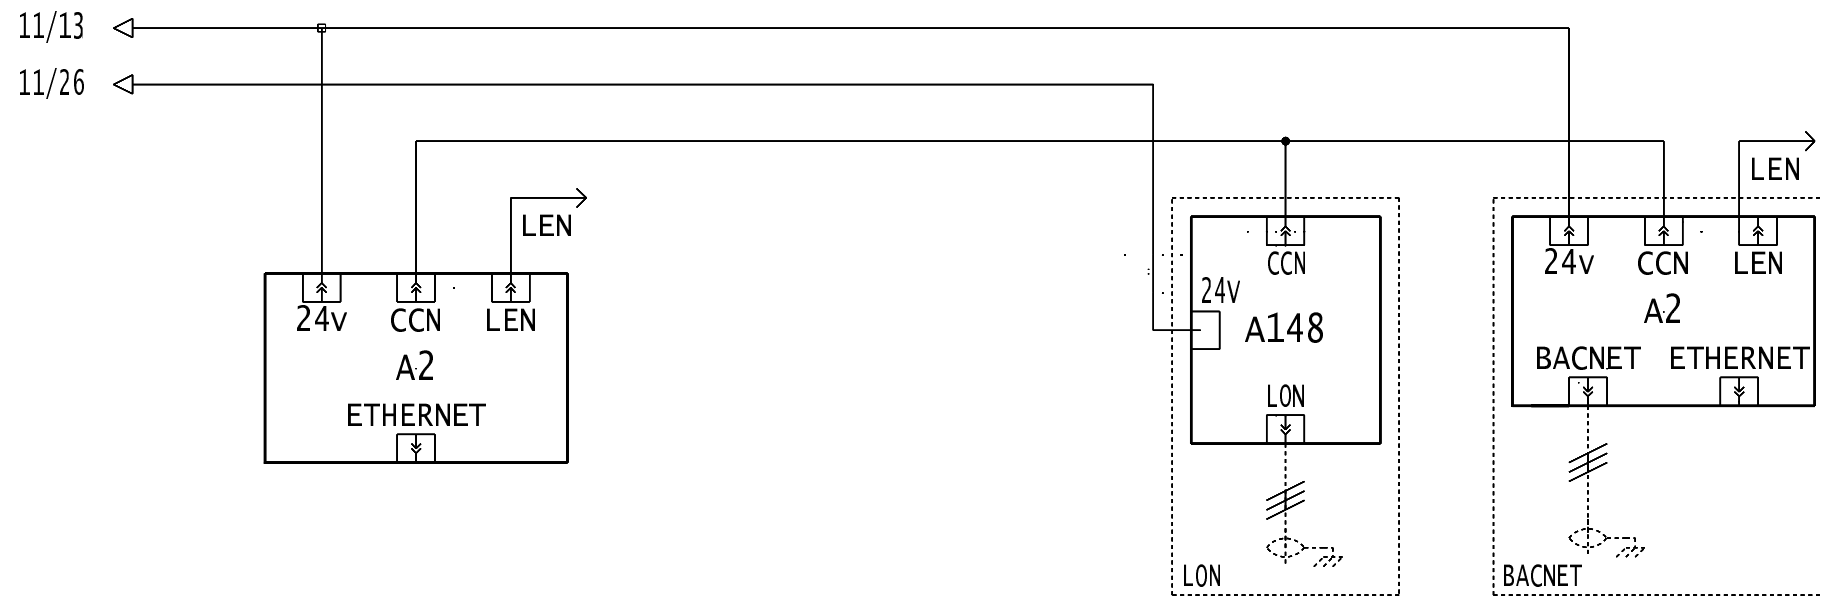 11/13
11/26
LEN
LEN
24v CCN LEN
A2
ETHERNET
CCN
24V
A148
LON
LON
24v CCN LEN
A2
BACNET ETHERNET
BACNET